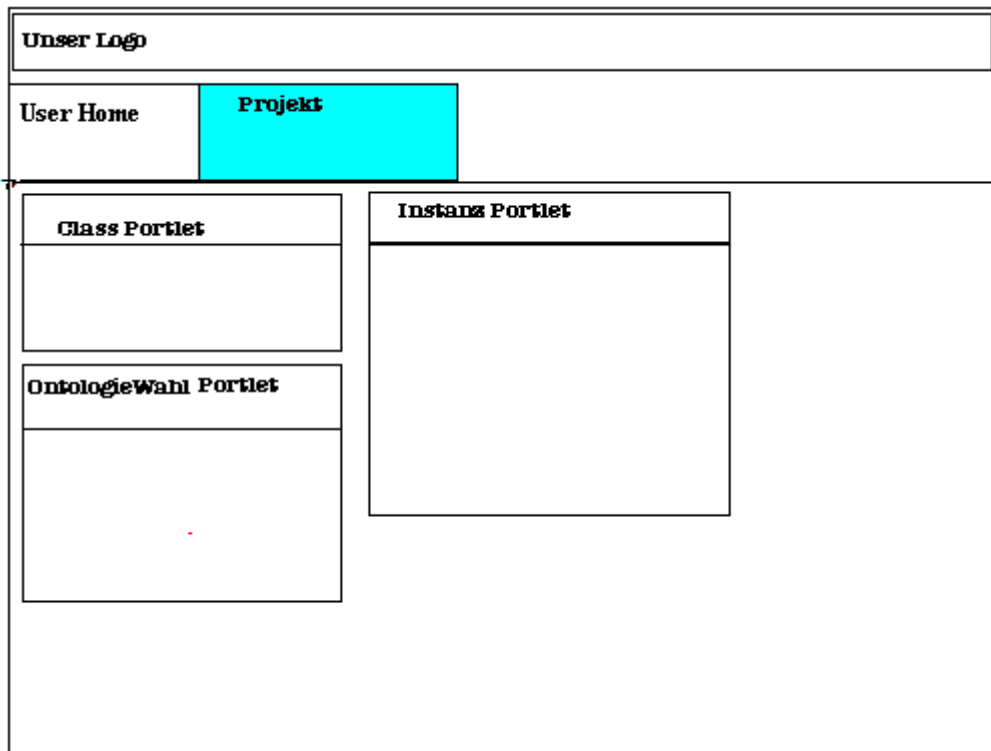 Unser Logo
User Home
Projekt
Class Portlet
Instanz Portlet
OntologieWahl Portlet